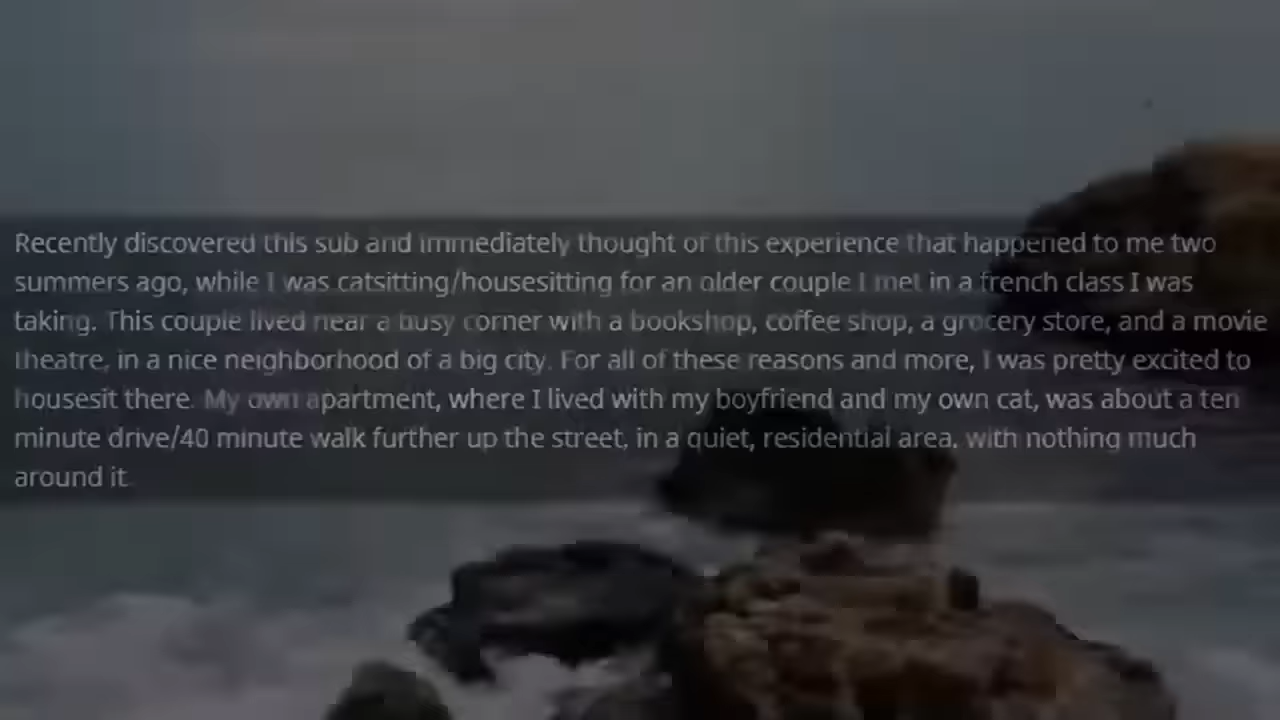 Recently discovered this sub and immediately thought of this experience that happened to me two
summers ago, while I was catsitting/housesitting for an older couple I met in a french class I was
taking. This couple lived near a busy corner with a bookshop, coffee shop, a grocery store, and a movie
theatre, in a nice neighborhood of a big city. For all of these reasons and more, I was pretty excited to
housesit there. My own apartment, where I lived with my boyfriend and my own cat, was about a ten
minute drive/40 minute walk further up the street, in a quiet, residential area, with nothing much
around it.